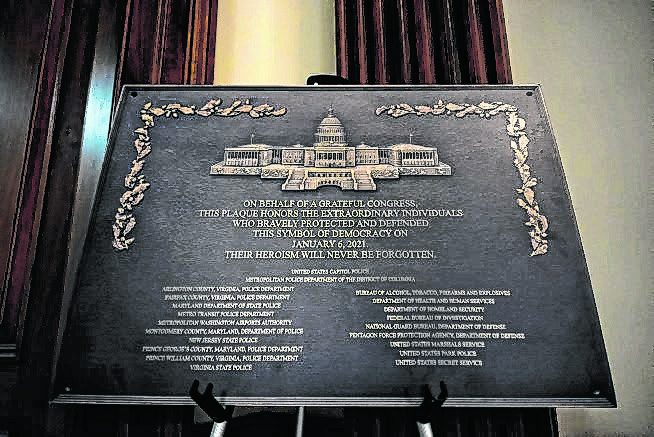 ON BEHALF OF A GRATEFUL CONGRESS,
THIS PLAQUE HONORS THE EXTRAORDINARY INDIVIDUALS
WHO BRAVELY PROTECTED AND DEFENDED
THIS SYMBOL OF DEMOCRACY ON
JANUARY 6, 2021.
THEIR HEROISM WILL NEVER BE FORGOTTEN.
UNITED STATES CAPITOL POLICE
METROPOLITAN POLICE DEPARTMENT OF THE DISTRICT OF COLUMBIA
ARLINGTON COUNTY, VIRGINIA, POLICE DEPARTMENT
FAIRFAX COUNTY, VIRGINIA, POLICE DEPARTMENT
MARYLAND DEPARTMENT OF STATE POLICE
METRO TRANSIT POLICE DEPARTMENT
METROPOLITAN WASHINGTON AIRPORTS AUTHORITY
MONTGOMERY COUNTY, MARYLAND, DEPARTMENT OF POLICE
NEW JERSEY STATE POLICE
PRINCE GEORGE'S COUNTY, MARYLAND, POLICE DEPARTMENT
PRINCE WILLIAM COUNTY, VIRGINIA, POLICE DEPARTMENT
VIRGINIA STATE POLICE
BUREAU OF ALCOHOL, TOBACCO, FIREARMS AND EXPLOSIVES
DEPARTMENT OF HEALTH AND HUMAN SERVICES
DEPARTMENT OF HOMELAND SECURITY
FEDERAL BUREAU OF INVESTIGATION
NATIONAL GUARD BUREAU, DEPARTMENT OF DEFENSE
PENTAGON FORCE PROTECTION AGENCY, DEPARTMENT OF DEFENSE
UNITED STATES MARSHALS SERVICE
UNITED STATES PARK POLICE
UNITED STATES SECRET SERVICE